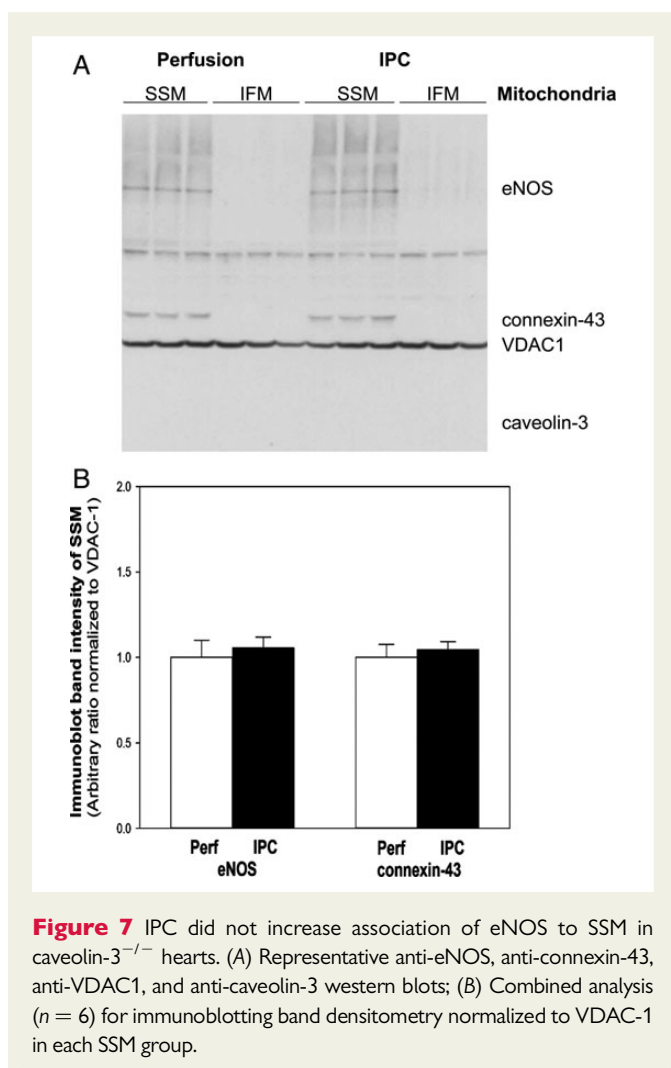 A
Perfusion IPC
SSM IFM SSM IFM Mitochondria
eNOS
connexin-43
VDAC1
caveolin-3
B
Immunoblot band intensity of SSM
(Arbitrary ratio normalized to VDAC-1)
2.0
1.5
1.0
0.5
0.0
Perf IPC Perf IPC
eNOS connexin-43
Figure 7 IPC did not increase association of eNOS to SSM in
caveolin-3−/− hearts. (A) Representative anti-eNOS, anti-connexin-43,
anti-VDAC1, and anti-caveolin-3 western blots; (B) Combined analysis
(n = 6) for immunoblotting band densitometry normalized to VDAC-1
in each SSM group.